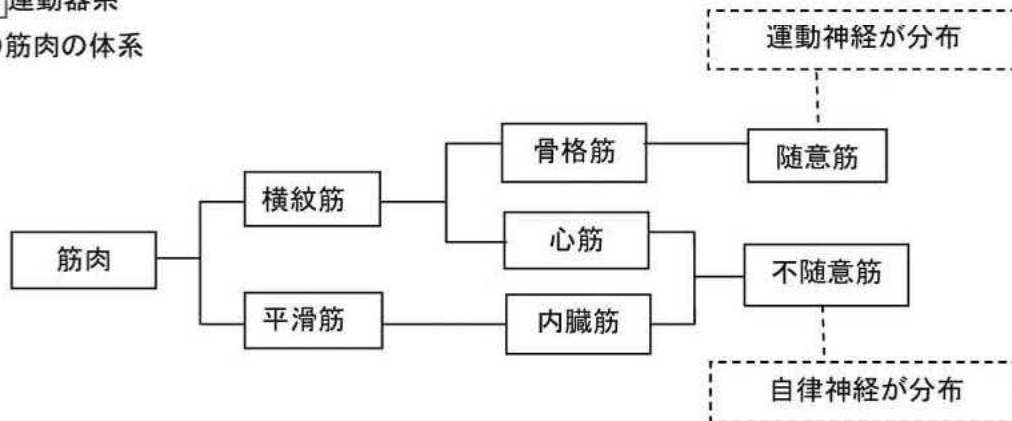 運動器系
筋肉の体系
運動神経が分布
骨格筋
随意筋
横紋筋
心筋
筋肉
不随意筋
平滑筋
内臓筋
自律神経が分布